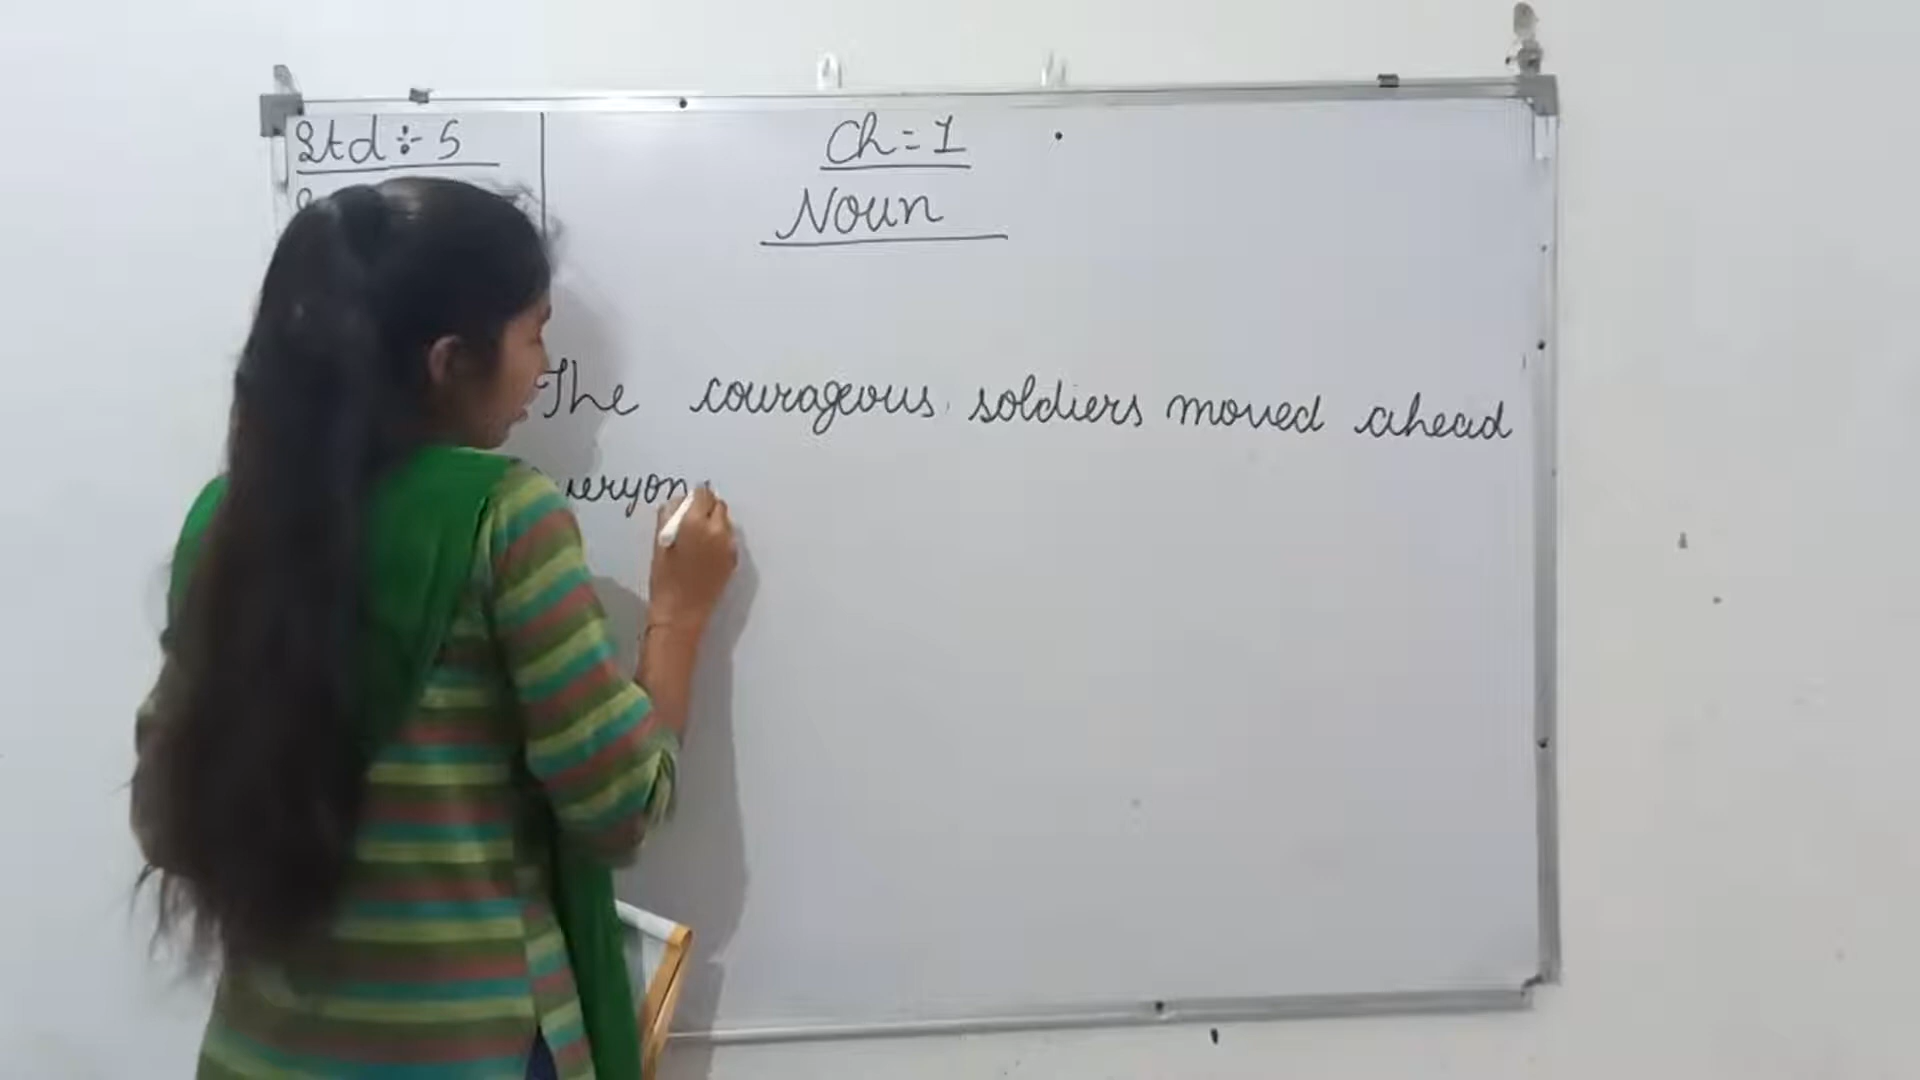 Std ÷ 5
Ch = 1
Noun
The courageous soldiers moved ahead